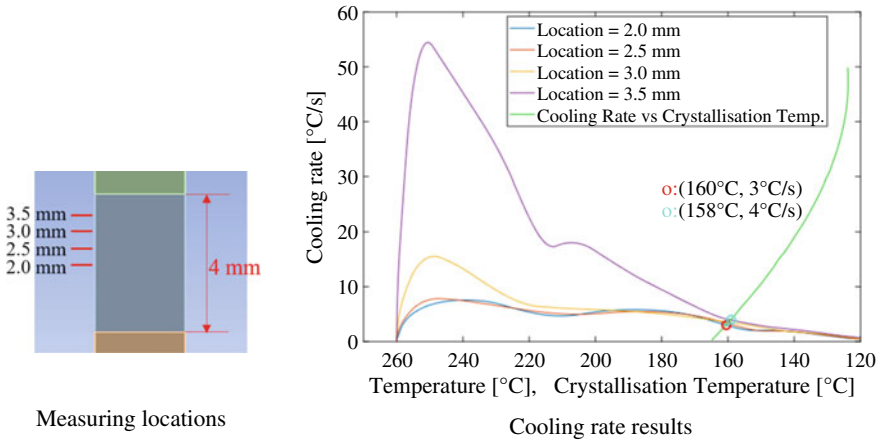 3.5 mm
3.0 mm
2.5 mm
2.0 mm
4 mm
Measuring locations
Cooling rate [°C/s]
60
50
40
30
20
10
0
Location = 2.0 mm
Location = 2.5 mm
Location = 3.0 mm
Location = 3.5 mm
Cooling Rate vs Crystallisation Temp.
o:(160°C, 3°C/s)
o:(158°C, 4°C/s)
260 240 220 200 180 160 140 120
Temperature [°C], Crystallisation Temperature [°C]
Cooling rate results